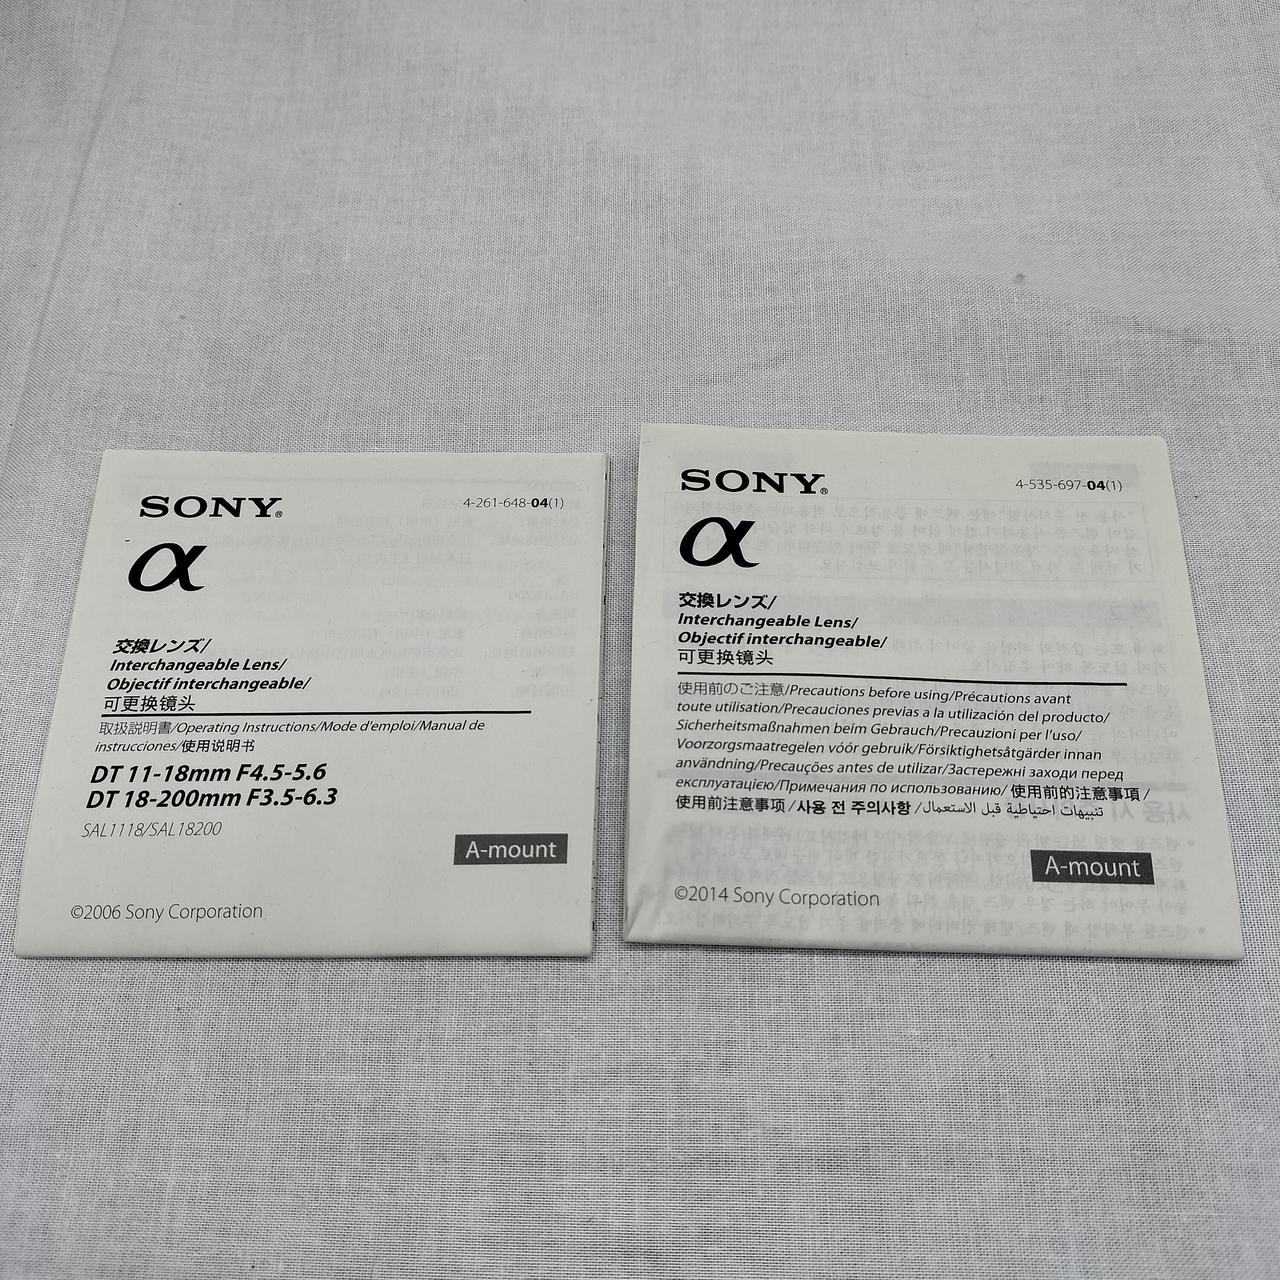 SONY®
4-261-648-04(1)
α
交換レンズ/
Interchangeable Lens/
Objectif interchangeable/
可更换镜头
取扱説明書/Operating Instructions/Mode d'emploi/Manual de
instrucciones/使用说明书
DT 11-18mm F4.5-5.6
DT 18-200mm F3.5-6.3
SAL1118/SAL18200
A-mount
©2006 Sony Corporation
SONY®
4-535-697-04(1)
α
交換レンズ/
Interchangeable Lens/
Objectif interchangeable/
可更换镜头
使用前のご注意/Precautions before using/Précautions avant
toute utilisation/Precauciones previas a la utilización del producto/
Sicherheitsmaßnahmen beim Gebrauch/Precauzioni per l'uso/
Voorzorgsmaatregelen vóór gebruik/Försiktighetsåtgärder innan
användning/Precauções antes de utilizar/Застережні заходи перед
експлуатацією/Примечания по использованию/ 使用前的注意事項 /
使用前注意事项 /사용 전 주의사항 /تنبيهات احتياطية قبل الاستعمال
A-mount
©2014 Sony Corporation